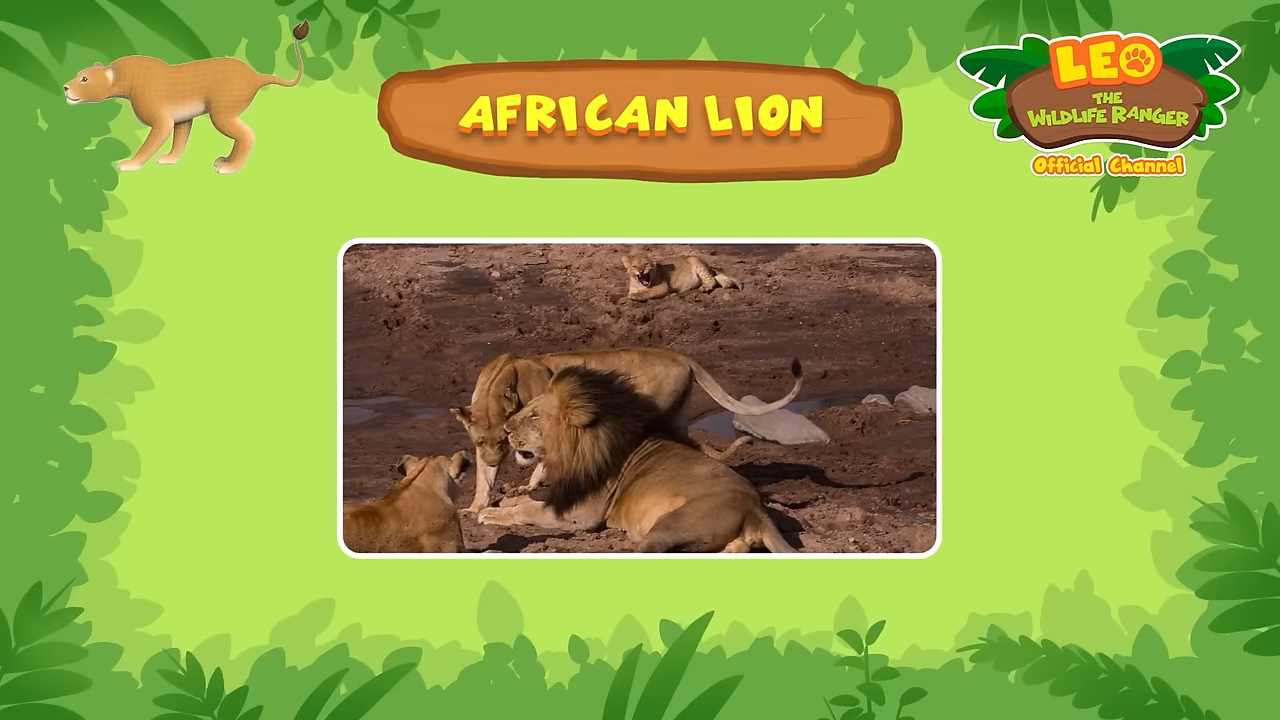 AFRICAN LION
LEO
THE
WILDLIFE RANGER
Official Channel